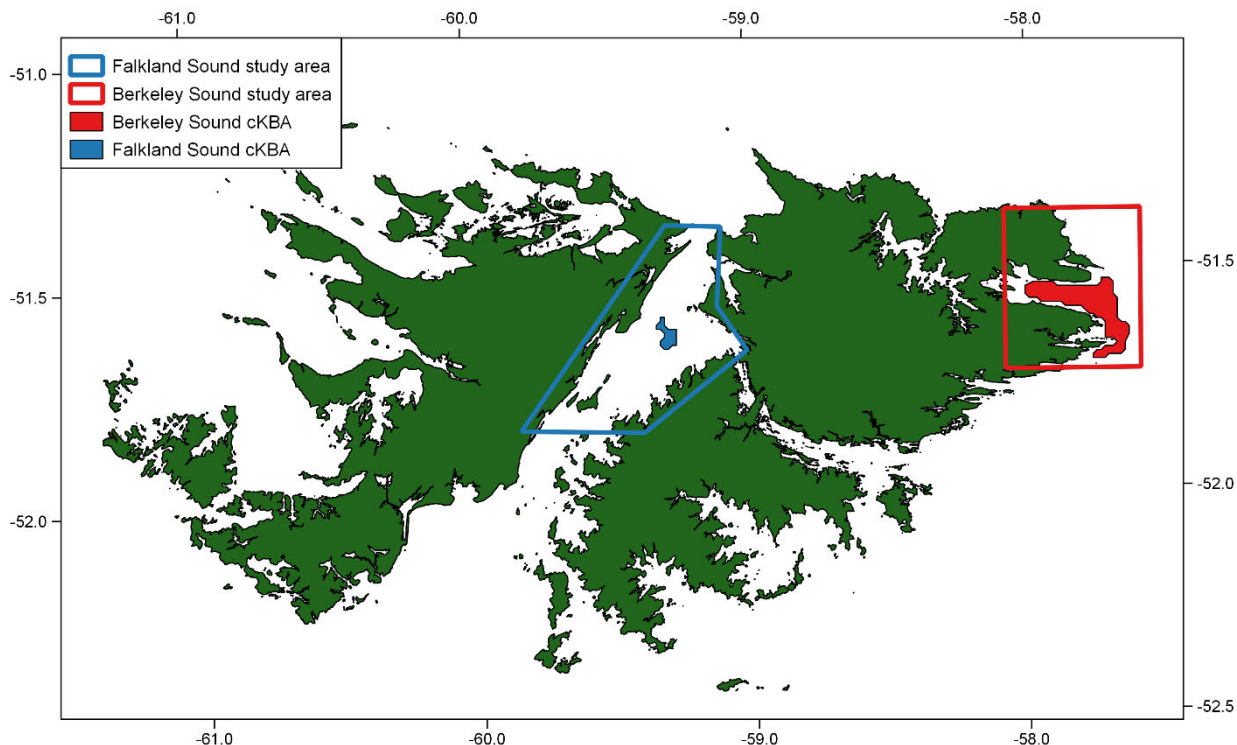 -61.0 -60.0 -59.0 -58.0
-51.0
Falkland Sound study area
Berkeley Sound study area
Berkeley Sound cKBA
Falkland Sound cKBA
-51.5
-51.5
-52.0
-52.0
-52.5
-61.0 -60.0 -59.0 -58.0